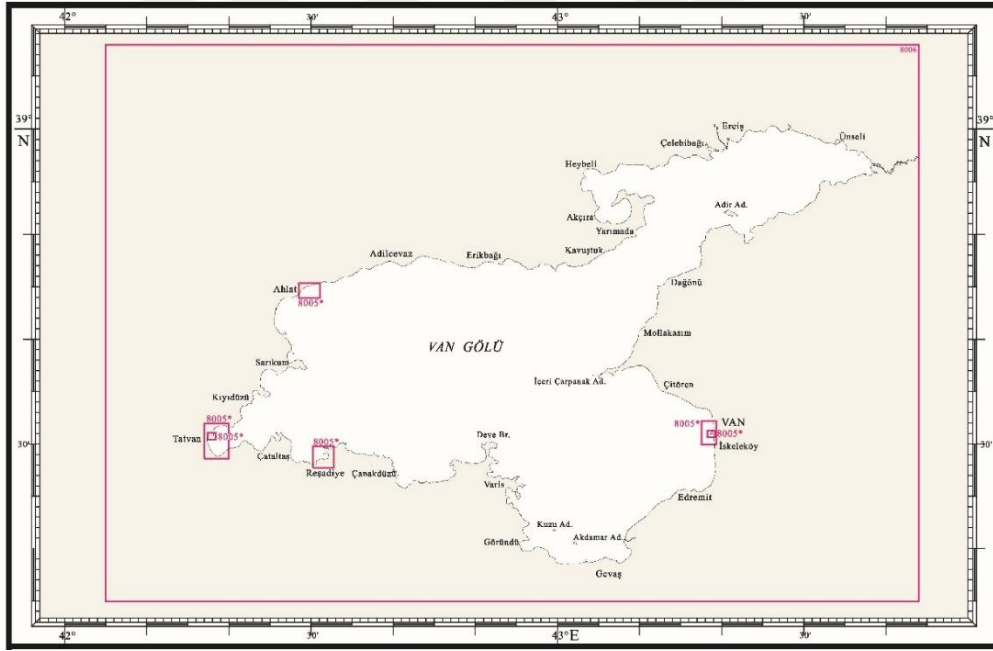 42°
30'
43°
30'
8006
39°
N
39°
N
Erciş
Çelebibağı
Ünseli
Heybeli
Adir Ad.
Akçıra
Yarımada
Kavuştuk
Adilcevaz
Erikbağı
Dağönü
Ahlat
8005*
Mollakasım
VAN GÖLÜ
Sarıkum
İçeri Çarpanak Ad.
Çitören
Kıyıdüzü
8005*
8005*
VAN
Tatvan
8005*
8005*
8005*
İskeleköy
30'
30'
Deve Br.
Çataltaş
Reşadiye
Çanakdüzü
Varis
Edremit
Kuzu Ad.
Göründü
Akdamar Ad.
Gevaş
42°
30'
43°E
30'